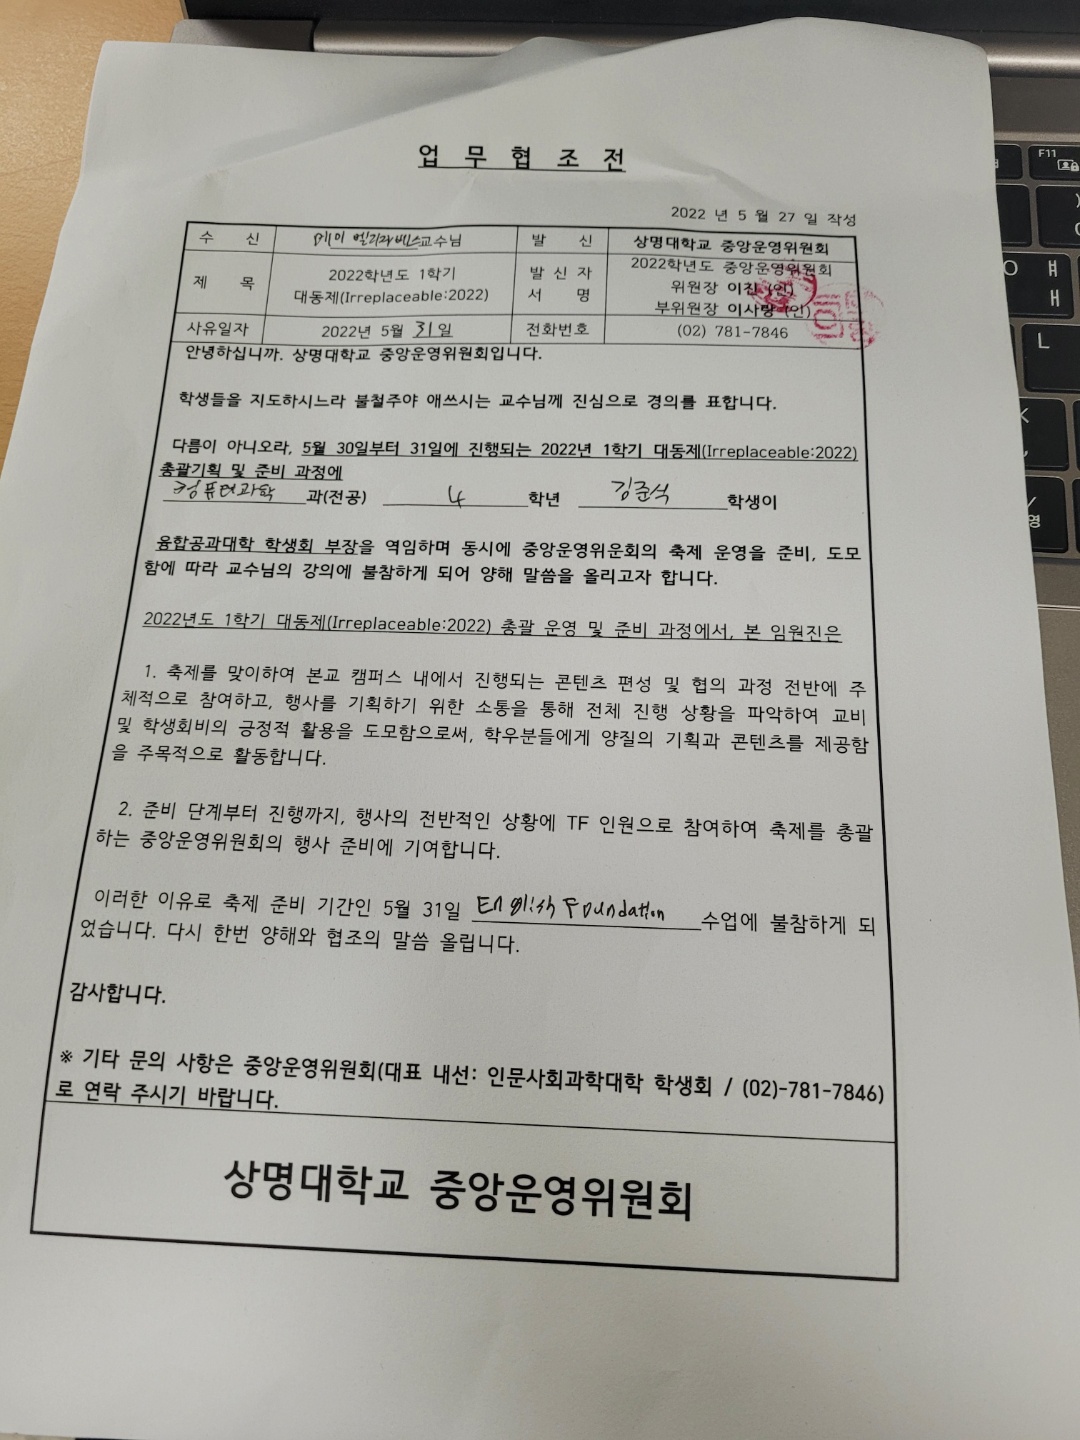 업 무 협 조 전
2022 년 5 월 27 일 작성
수 신 메이 엘리자베스교수님 발 신 상명대학교 중앙운영위원회
제 목 2022학년도 1학기 대동제(Irreplaceable:2022) 발 신 자 서 명 2022학년도 중앙운영위원회
위원장 이진 (인)
부위원장 이사랑 (인)
사유일자 2022년 5월 31일 전화번호 (02) 781-7846
안녕하십니까. 상명대학교 중앙운영위원회입니다.
학생들을 지도하시느라 불철주야 애쓰시는 교수님께 진심으로 경의를 표합니다.
다름이 아니오라, 5월 30일부터 31일에 진행되는 2022년 1학기 대동제(Irreplaceable:2022)
총괄기획 및 준비 과정에
컴퓨터과학 과(전공) 4 학년 김준식 학생이
융합공과대학 학생회 부장을 역임하며 동시에 중앙운영위운회의 축제 운영을 준비, 도모
함에 따라 교수님의 강의에 불참하게 되어 양해 말씀을 올리고자 합니다.
2022년도 1학기 대동제(Irreplaceable:2022) 총괄 운영 및 준비 과정에서, 본 임원진은
1. 축제를 맞이하여 본교 캠퍼스 내에서 진행되는 콘텐츠 편성 및 협의 과정 전반에 주
체적으로 참여하고, 행사를 기획하기 위한 소통을 통해 전체 진행 상황을 파악하여 교비
및 학생회비의 긍정적 활용을 도모함으로써, 학우분들에게 양질의 기획과 콘텐츠를 제공함
을 주목적으로 활동합니다.
2. 준비 단계부터 진행까지, 행사의 전반적인 상황에 TF 인원으로 참여하여 축제를 총괄
하는 중앙운영위원회의 행사 준비에 기여합니다.
이러한 이유로 축제 준비 기간인 5월 31일 English Foundation 수업에 불참하게 되
었습니다. 다시 한번 양해와 협조의 말씀 올립니다.
감사합니다.
※ 기타 문의 사항은 중앙운영위원회(대표 내선: 인문사회과학대학 학생회 / (02)-781-7846)
로 연락 주시기 바랍니다.
상명대학교 중앙운영위원회
F11
L